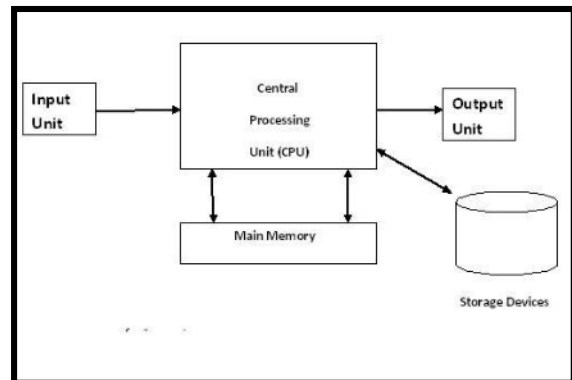 Input
Unit
Central
Processing
Unit (CPU)
Output
Unit
Main Memory
Storage Devices